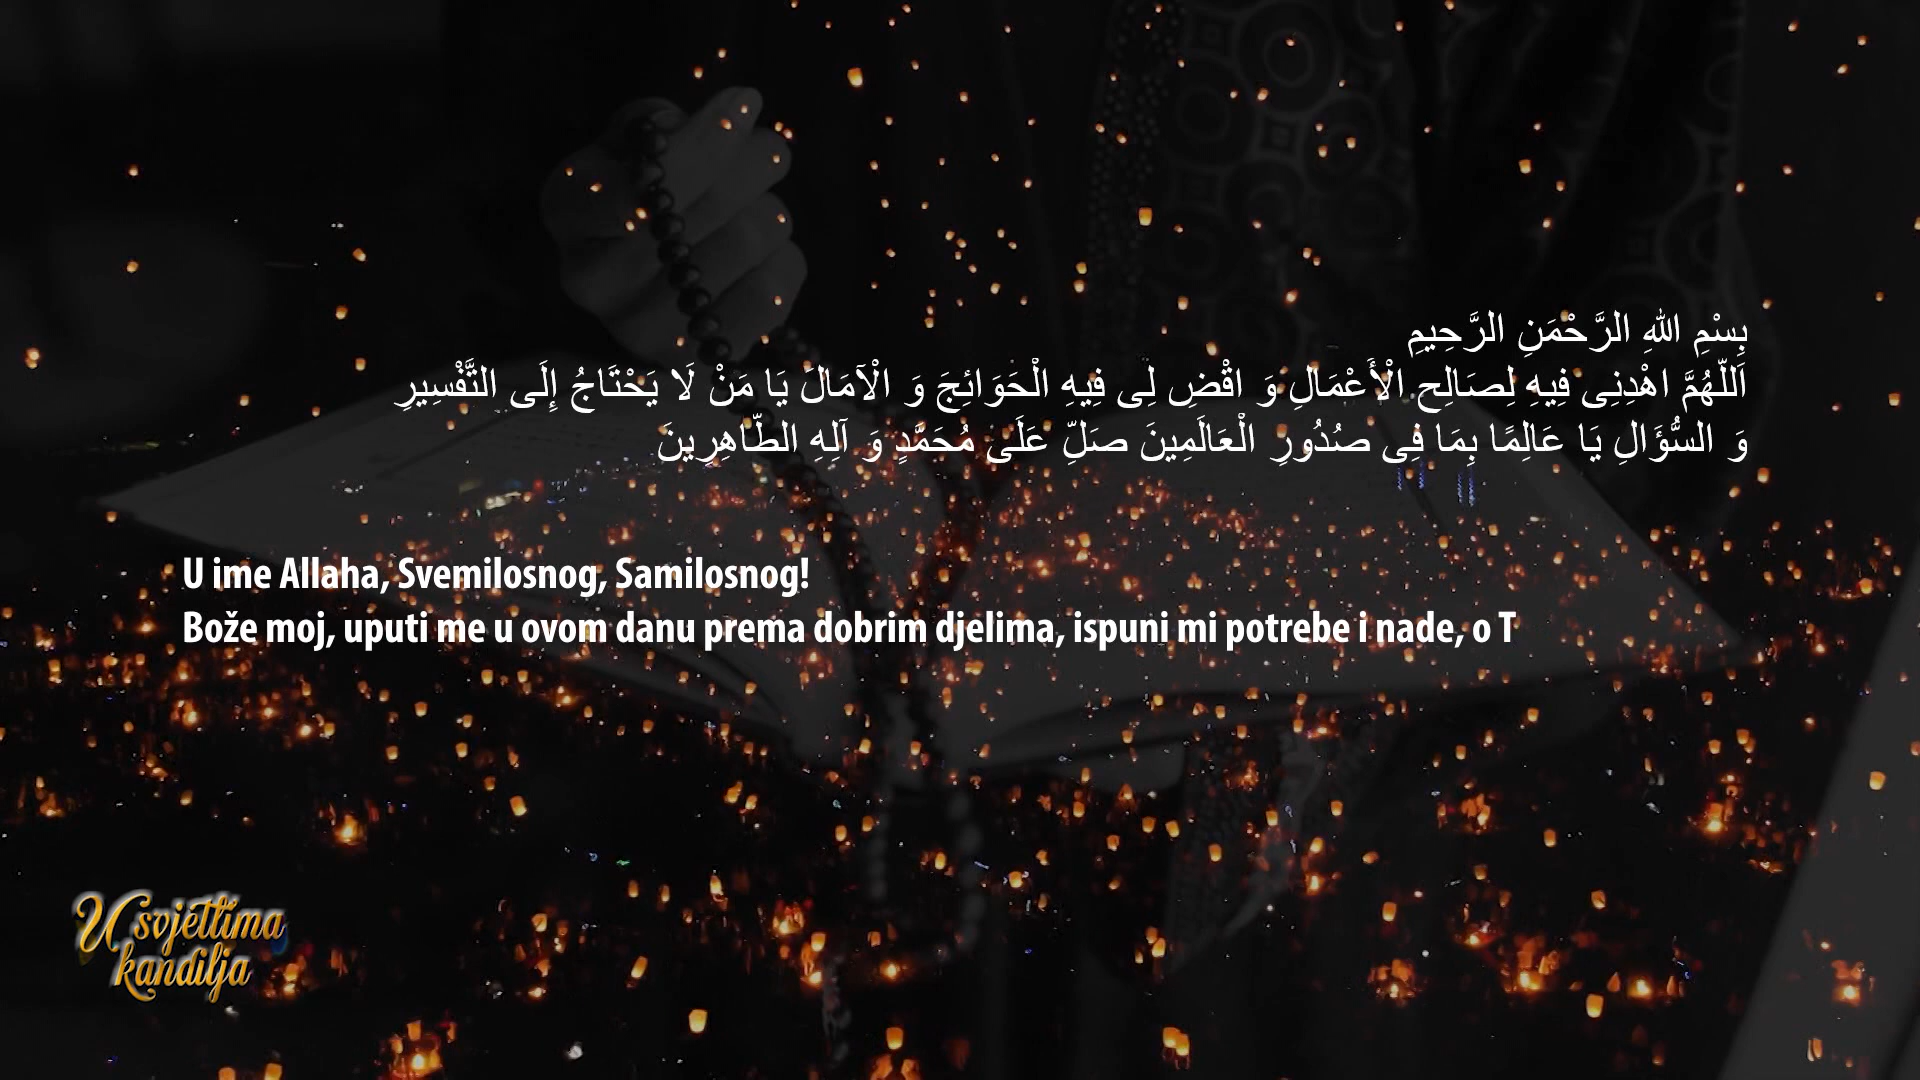 بِسْمِ اللهِ الرَّحْمَنِ الرَّحِيمِ
اَللّهُمَّ اهْدِنِى فِيهِ لِصَالِحِ الْأَعْمَالِ وَ اقْضِ لِى فِيهِ الْحَوَائِجَ وَ الْآمَالَ يَا مَنْ لَا يَحْتَاجُ إِلَى التَّفْسِيرِ
وَ السُّؤَالِ يَا عَالِمًا بِمَا فِى صُدُورِ الْعَالَمِينَ صَلِّ عَلَى مُحَمَّدٍ وَ آلِهِ الطَّاهِرِينَ
U ime Allaha, Svemilosnog, Samilosnog!
Bože moj, uputi me u ovom danu prema dobrim djelima, ispuni mi potrebe i nade, o T
U svjetlima
kandilja